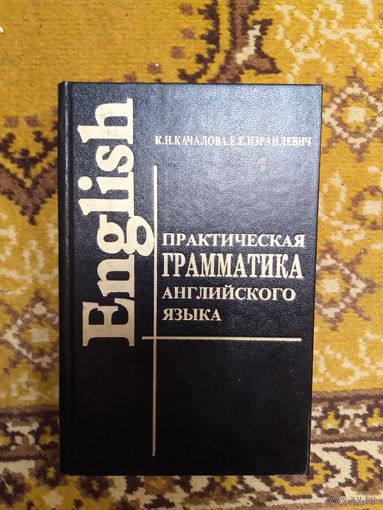 К.Н.КАЧАЛОВА, Е.Е.ИЗРАИЛЕВИЧ
English
ПРАКТИЧЕСКАЯ
ГРАММАТИКА
АНГЛИЙСКОГО
ЯЗЫКА